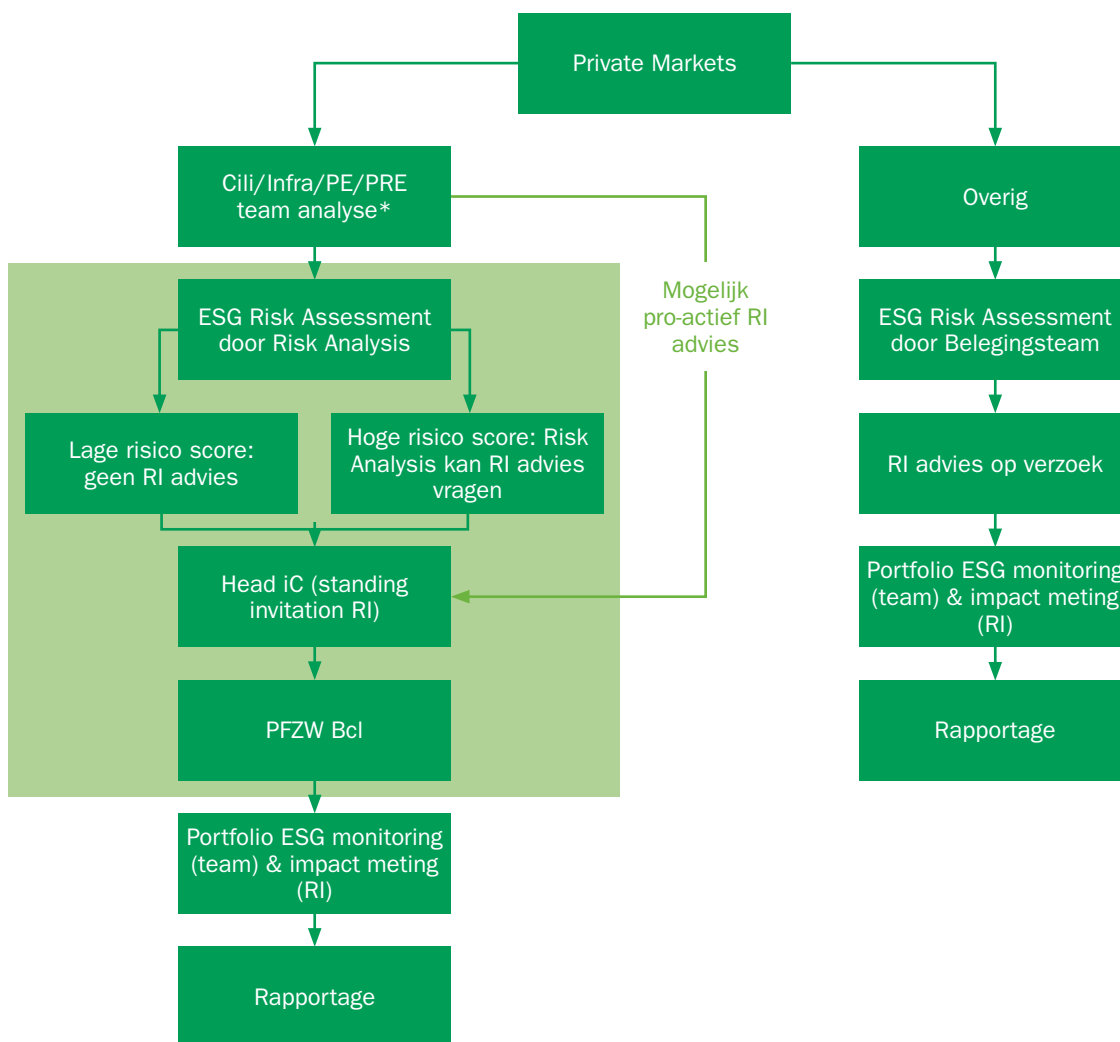 Private Markets
Cili/Infra/PE/PRE
team analyse*
Overig
Mogelijk
pro-actief RI
advies
ESG Risk Assessment
door Risk Analysis
ESG Risk Assessment
door Belegingsteam
Lage risico score:
geen RI advies
Hoge risico score: Risk
Analysis kan RI advies
vragen
RI advies op verzoek
Head iC (standing
invitation RI)
Portfolio ESG monitoring
(team) & impact meting
(RI)
PFZW BcI
Rapportage
Portfolio ESG monitoring
(team) & impact meting
(RI)
Rapportage